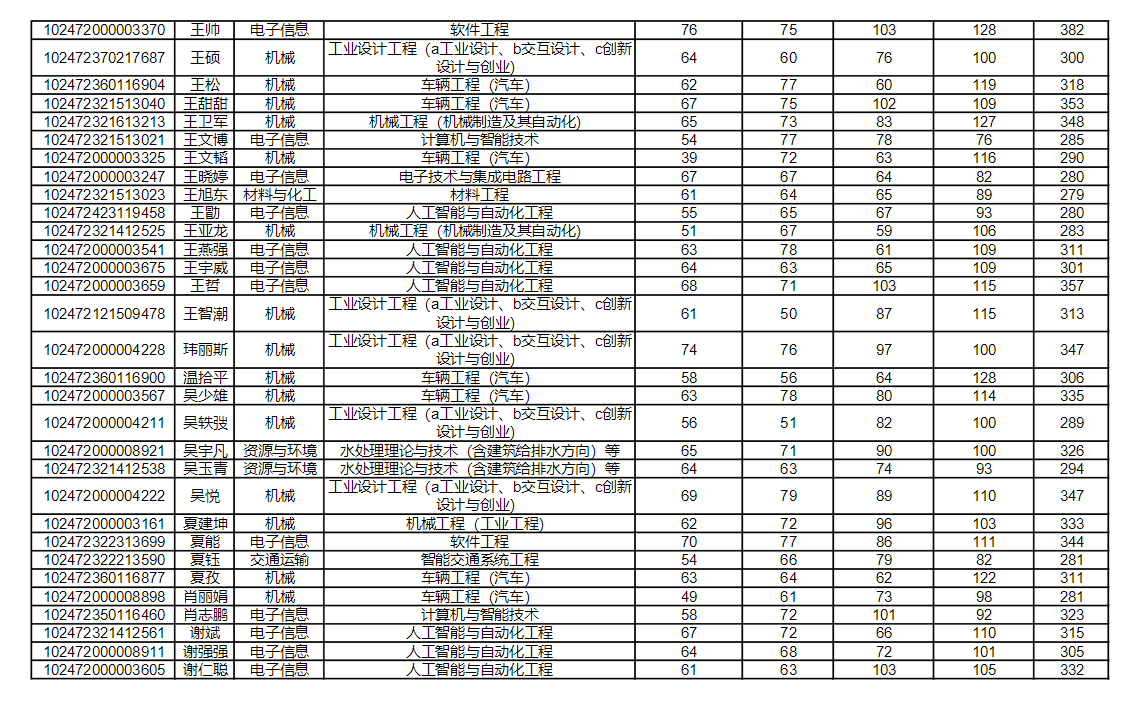 102472000003370 王帅 电子信息 软件工程 76 75 103 128 382
102472370217687 王硕 机械 工业设计工程（a工业设计、b交互设计、c创新
设计与创业) 64 60 76 100 300
102472360116904 王松 机械 车辆工程（汽车） 62 77 60 119 318
102472321513040 王甜甜 机械 车辆工程（汽车） 67 75 102 109 353
102472321613213 王卫军 机械 机械工程（机械制造及其自动化) 65 73 83 127 348
102472321513021 王文博 电子信息 计算机与智能技术 54 77 78 76 285
102472000003325 王文韬 机械 车辆工程（汽车） 39 72 63 116 290
102472000003247 王晓婷 电子信息 电子技术与集成电路工程 67 67 64 82 280
102472321513023 王旭东 材料与化工 材料工程 61 64 65 89 279
102472423119458 王勖 电子信息 人工智能与自动化工程 55 65 67 93 280
102472321412525 王亚龙 机械 机械工程（机械制造及其自动化) 51 67 59 106 283
102472000003541 王燕强 电子信息 人工智能与自动化工程 63 78 61 109 311
102472000003675 王宇威 电子信息 人工智能与自动化工程 64 63 65 109 301
102472000003659 王哲 电子信息 人工智能与自动化工程 68 71 103 115 357
102472121509478 王智潮 机械 工业设计工程（a工业设计、b交互设计、c创新
设计与创业) 61 50 87 115 313
102472000004228 玮丽斯 机械 工业设计工程（a工业设计、b交互设计、c创新
设计与创业) 74 76 97 100 347
102472360116900 温拾平 机械 车辆工程（汽车） 58 56 64 128 306
102472000003567 吴少雄 机械 车辆工程（汽车） 63 78 80 114 335
102472000004211 吴轶弢 机械 工业设计工程（a工业设计、b交互设计、c创新
设计与创业) 56 51 82 100 289
102472000008921 吴宇凡 资源与环境 水处理理论与技术（含建筑给排水方向）等 65 71 90 100 326
102472321412538 吴玉青 资源与环境 水处理理论与技术（含建筑给排水方向）等 64 63 74 93 294
102472000004222 吴悦 机械 工业设计工程（a工业设计、b交互设计、c创新
设计与创业) 69 79 89 110 347
102472000003161 夏建坤 机械 机械工程（工业工程) 62 72 96 103 333
102472322313699 夏能 电子信息 软件工程 70 77 86 111 344
102472322213590 夏钰 交通运输 智能交通系统工程 54 66 79 82 281
102472360116877 夏孜 机械 车辆工程（汽车） 63 64 62 122 311
102472000008898 肖丽娟 机械 车辆工程（汽车） 49 61 73 98 281
102472350116460 肖志鹏 电子信息 计算机与智能技术 58 72 101 92 323
102472321412561 谢斌 电子信息 人工智能与自动化工程 67 72 66 110 315
102472000008911 谢强强 电子信息 人工智能与自动化工程 64 68 72 101 305
102472000003605 谢仁聪 电子信息 人工智能与自动化工程 61 63 103 105 332